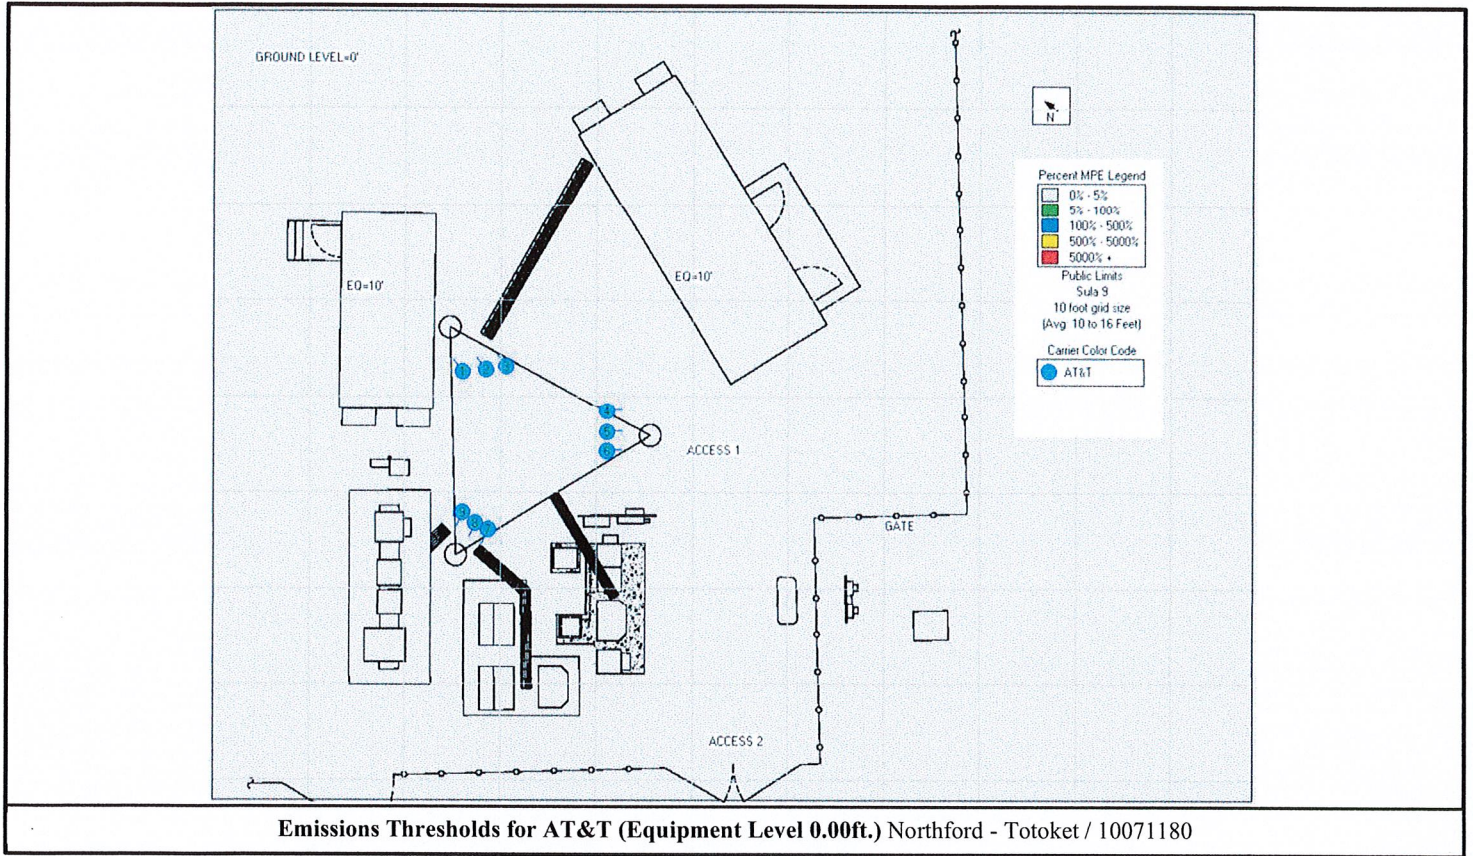 GROUND LEVEL=0'
N
Percent MPE Legend
0% - 5%
5% - 100%
100% - 500%
500% - 5000%
5000% +
Public Limits
Sula 9
10 foot grid size
(Avg: 10 to 16 Feet)
Carrier Color Code
AT&T
EQ=10'
EQ=10'
1 2 3
4
5
6
ACCESS 1
9
8 7
GATE
ACCESS 2
Emissions Thresholds for AT&T (Equipment Level 0.00ft.) Northford - Totoket / 10071180